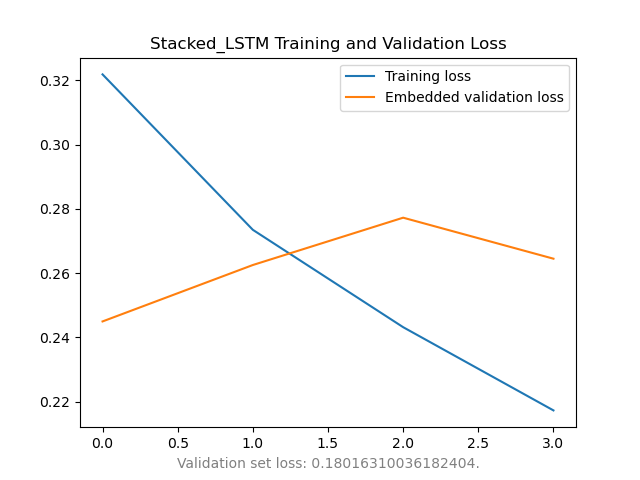 Stacked_LSTM Training and Validation Loss
Training loss
Embedded validation loss
0.32
0.30
0.28
0.26
0.24
0.22
0.0 0.5 1.0 1.5 2.0 2.5 3.0
Validation set loss: 0.18016310036182404.